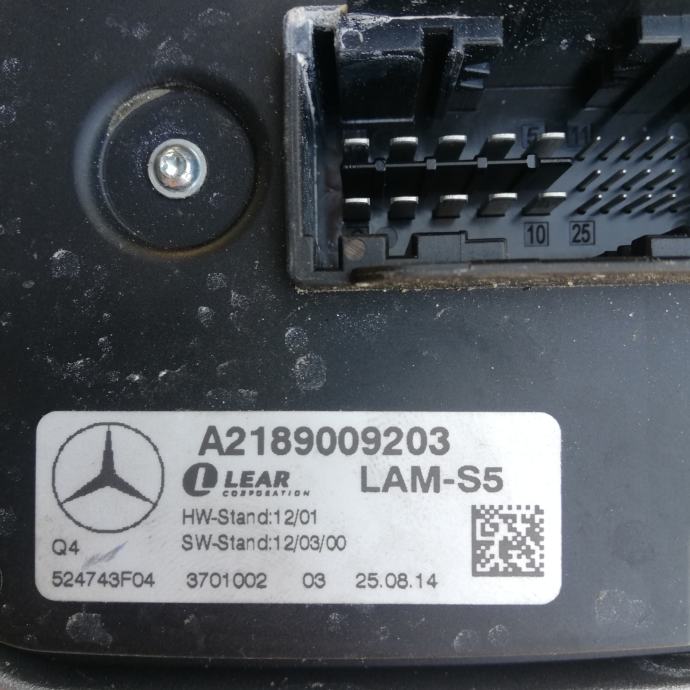 5 11
10 25
A2189009203
LEAR
CORPORATION
LAM-S5
HW-Stand:12/01
Q4 SW-Stand:12/03/00
524743F04 3701002 03 25.08.14